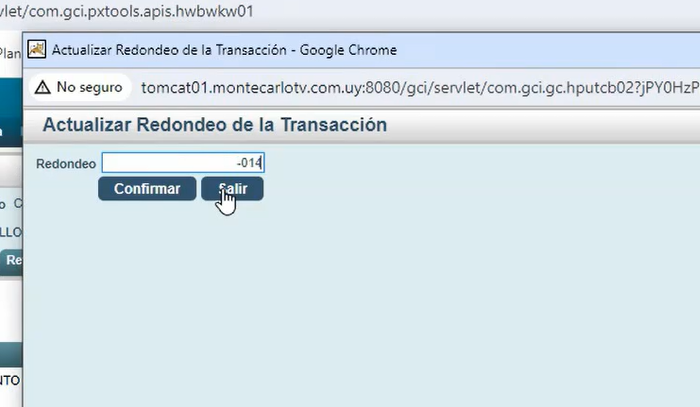 vlet/com.gci.pxtools.apis.hwbwkw01
Plan
Actualizar Redondeo de la Transacción - Google Chrome
No seguro
tomcat01.montecarlotv.com.uy:8080/gci/servlet/com.gci.gc.hputcb02?jPY0HzP
Actualizar Redondeo de la Transacción
Redondeo
-014
Confirmar
Salir
o C
LLO
Re
NTO